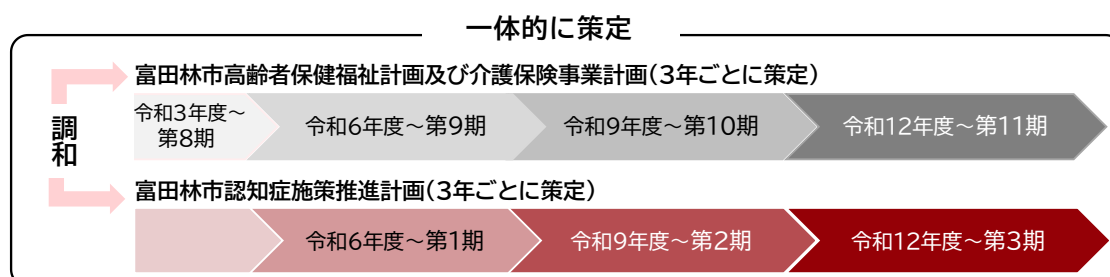 一体的に策定
富田林市高齢者保健福祉計画及び介護保険事業計画(3年ごとに策定)
令和3年度～
第8期
令和6年度～第9期
令和9年度～第10期
令和12年度～第11期
調和
富田林市認知症施策推進計画(3年ごとに策定)
令和6年度～第1期
令和9年度～第2期
令和12年度～第3期